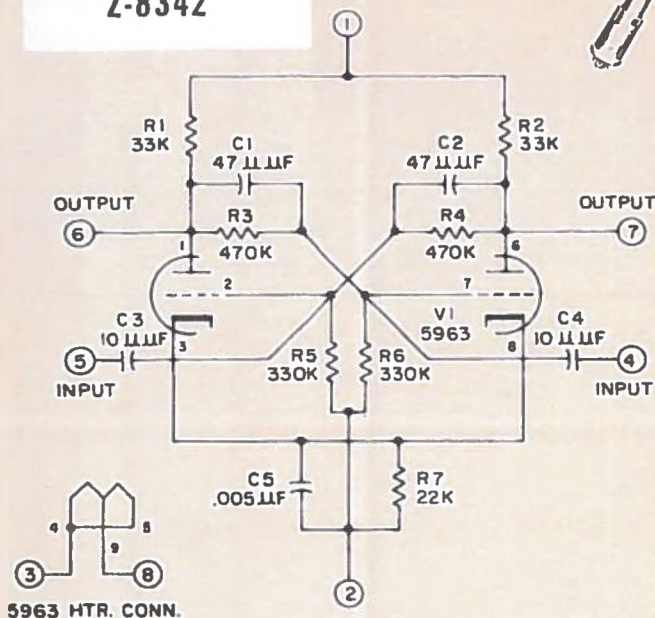 Z-8342
1
R1
33K
R2
33K
C1
47 μμF
C2
47 μμF
OUTPUT
6
R3
470K
R4
470K
OUTPUT
7
1
6
2
7
C3
10 μμF
V1
5963
C4
10 μμF
3
8
5
INPUT
R5
330K
R6
330K
4
INPUT
C5
.005μF
R7
22K
4
5
9
3
8
2
5963 HTR. CONN.